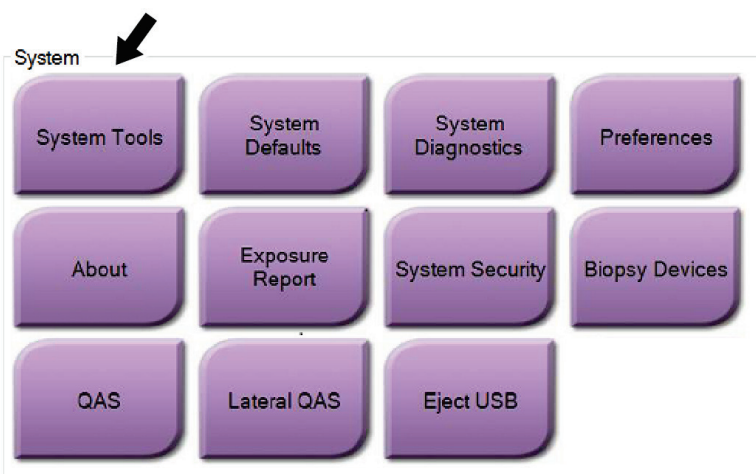 System
System Tools
System
Defaults
System
Diagnostics
Preferences
About
Exposure
Report
System Security
Biopsy Devices
QAS
Lateral QAS
Eject USB